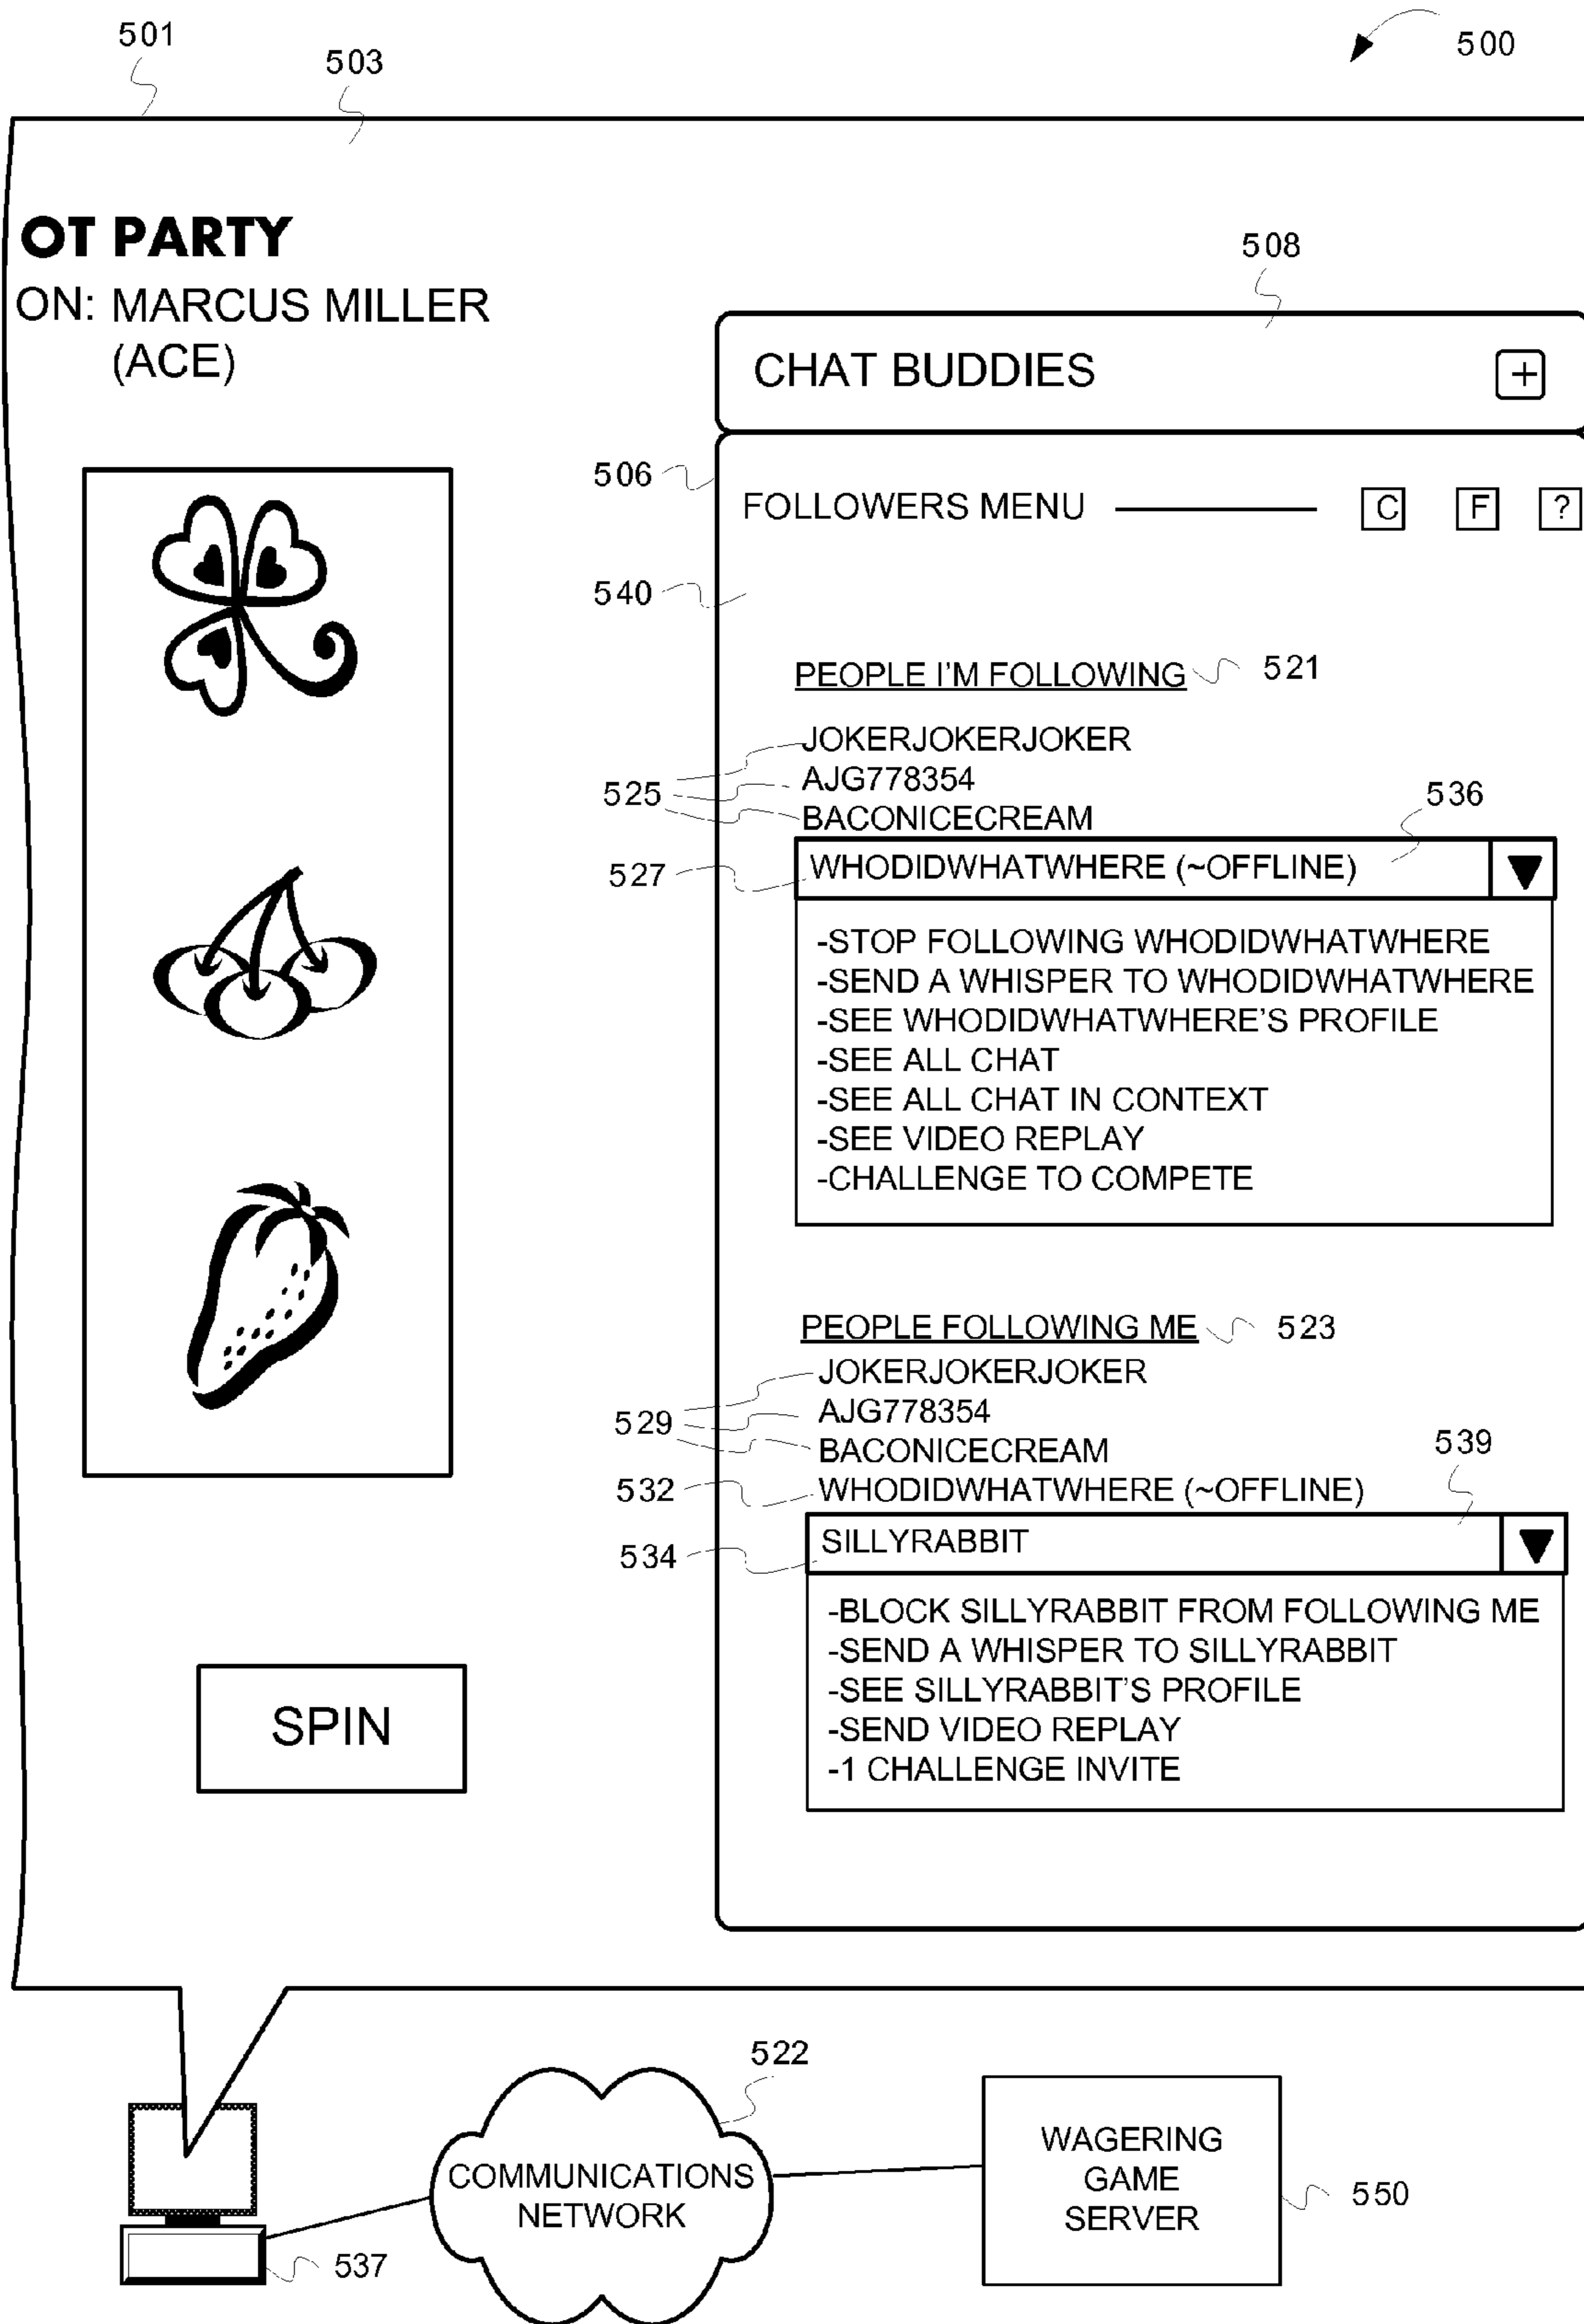 501
503
500
OT PARTY
ON: MARCUS MILLER
(ACE)
508
CHAT BUDDIES +
506
FOLLOWERS MENU C F ?
540
PEOPLE I'M FOLLOWING 521
JOKERJOKERJOKER
525 AJG778354
BACONICECREAM
536
527 WHODIDWHATWHERE (~OFFLINE)
-STOP FOLLOWING WHODIDWHATWHERE
-SEND A WHISPER TO WHODIDWHATWHERE
-SEE WHODIDWHATWHERE'S PROFILE
-SEE ALL CHAT
-SEE ALL CHAT IN CONTEXT
-SEE VIDEO REPLAY
-CHALLENGE TO COMPETE
PEOPLE FOLLOWING ME 523
JOKERJOKERJOKER
529 AJG778354
BACONICECREAM
539
532 WHODIDWHATWHERE (~OFFLINE)
534 SILLYRABBIT
-BLOCK SILLYRABBIT FROM FOLLOWING ME
-SEND A WHISPER TO SILLYRABBIT
-SEE SILLYRABBIT'S PROFILE
-SEND VIDEO REPLAY
-1 CHALLENGE INVITE
SPIN
522
COMMUNICATIONS
NETWORK
WAGERING
GAME
SERVER
550
537